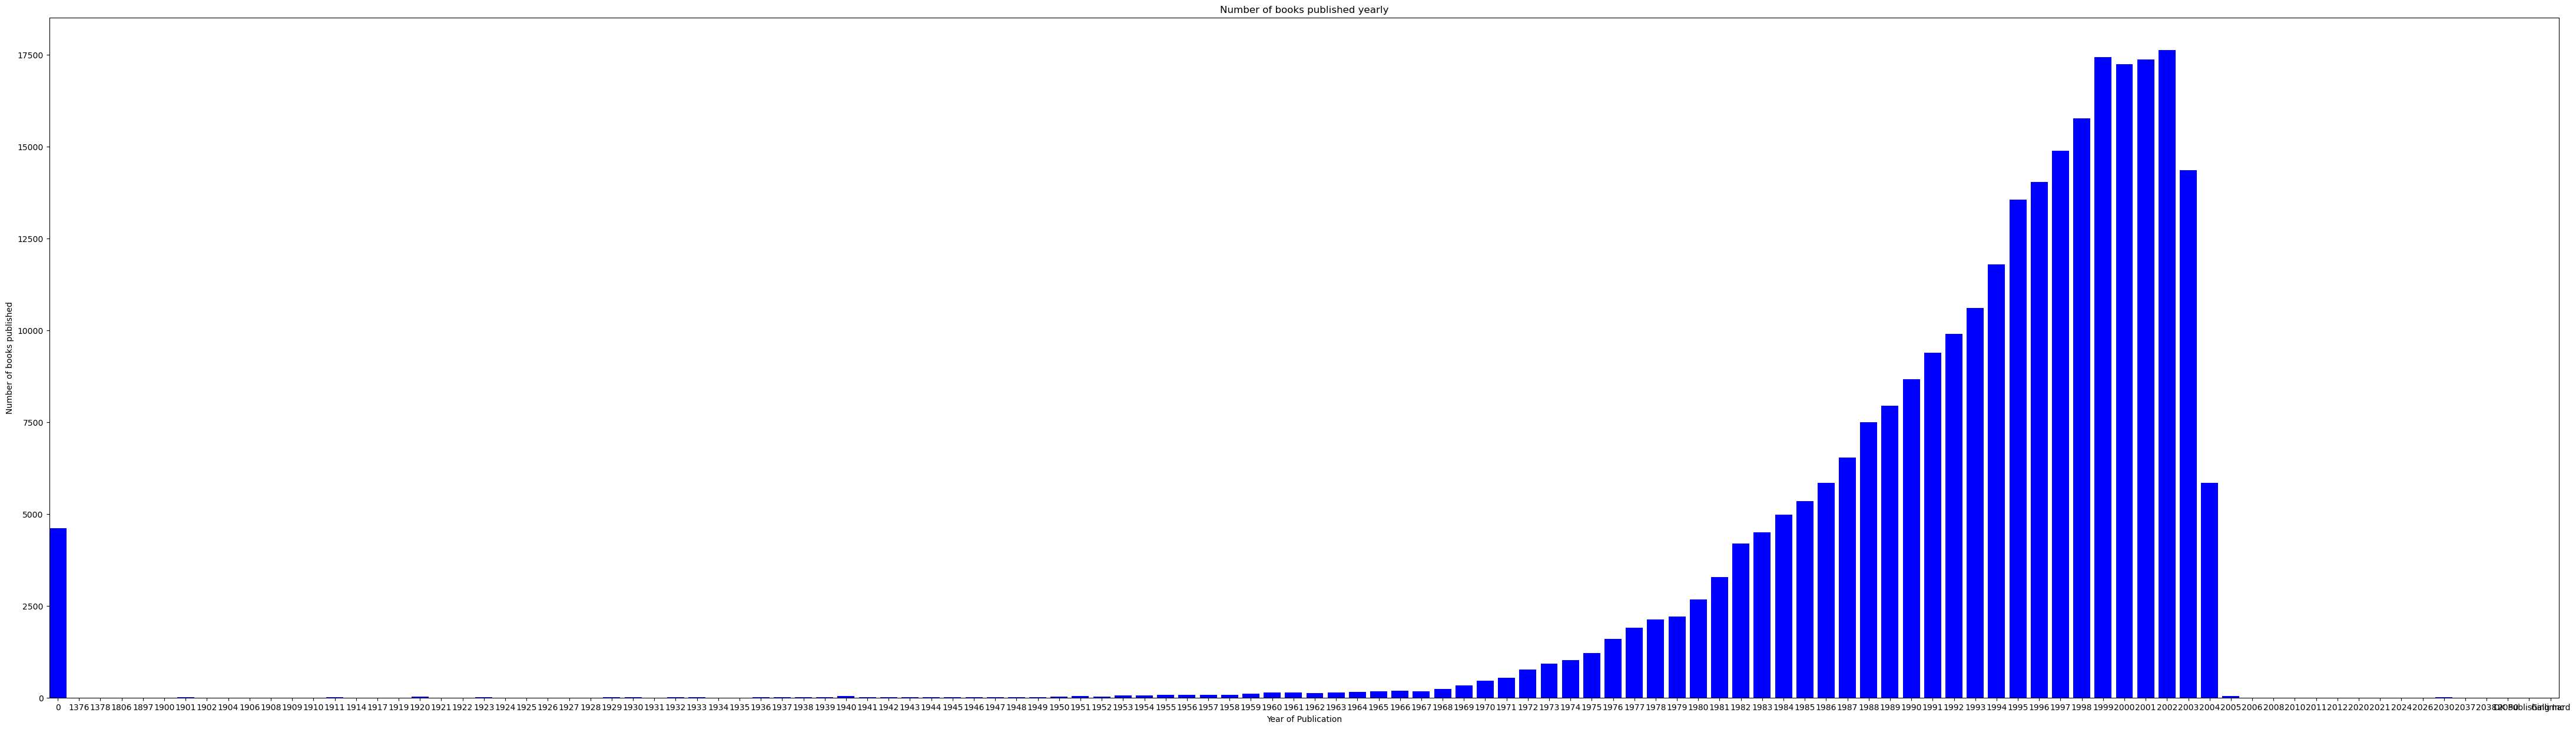 Number of books published yearly
Number of books published
17500
15000
12500
10000
7500
5000
2500
0
0 1376 1378 1806 1897 1900 1901 1902 1904 1906 1908 1909 1910 1911 1914 1917 1919 1920 1921 1922 1923 1924 1925 1926 1927 1928 1929 1930 1931 1932 1933 1934 1935 1936 1937 1938 1939 1940 1941 1942 1943 1944 1945 1946 1947 1948 1949 1950 1951 1952 1953 1954 1955 1956 1957 1958 1959 1960 1961 1962 1963 1964 1965 1966 1967 1968 1969 1970 1971 1972 1973 1974 1975 1976 1977 1978 1979 1980 1981 1982 1983 1984 1985 1986 1987 1988 1989 1990 1991 1992 1993 1994 1995 1996 1997 1998 1999 2000 2001 2002 2003 2004 2005 2006 2008 2010 2011 2012 2020 2021 2024 2026 2030 2037 2038 2050 DK Publishing Inc Gallimard
Year of Publication